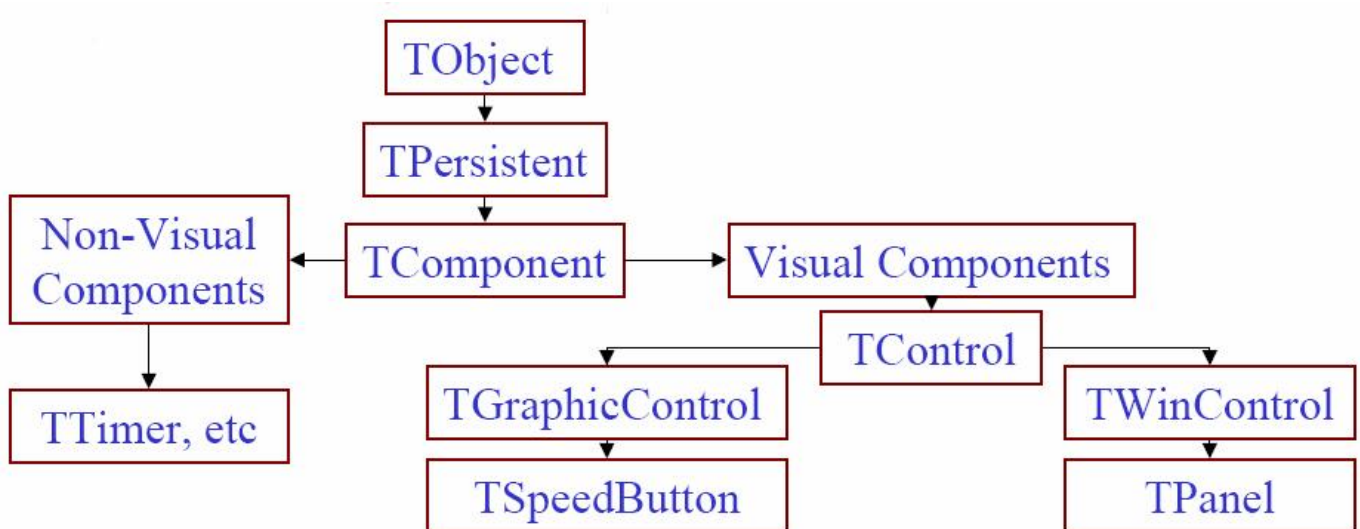 TObject
TPersistent
Non-Visual
Components
TComponent
Visual Components
TControl
TGraphicControl
TWinControl
TTimer, etc
TSpeedButton
TPanel